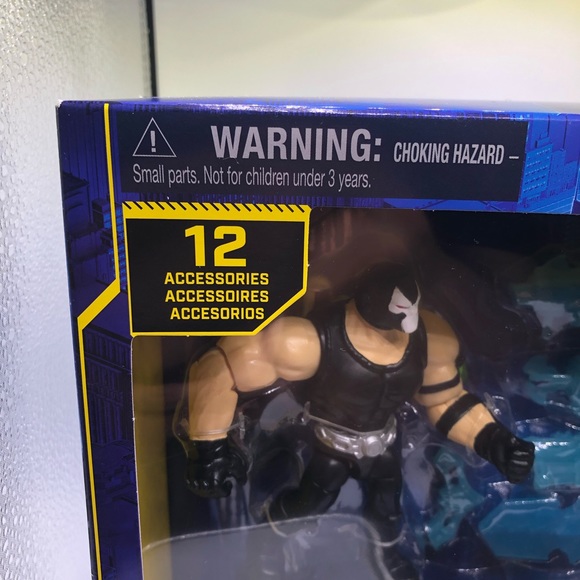 WARNING: CHOKING HAZARD –
Small parts. Not for children under 3 years.
12
ACCESSORIES
ACCESSOIRES
ACCESORIOS